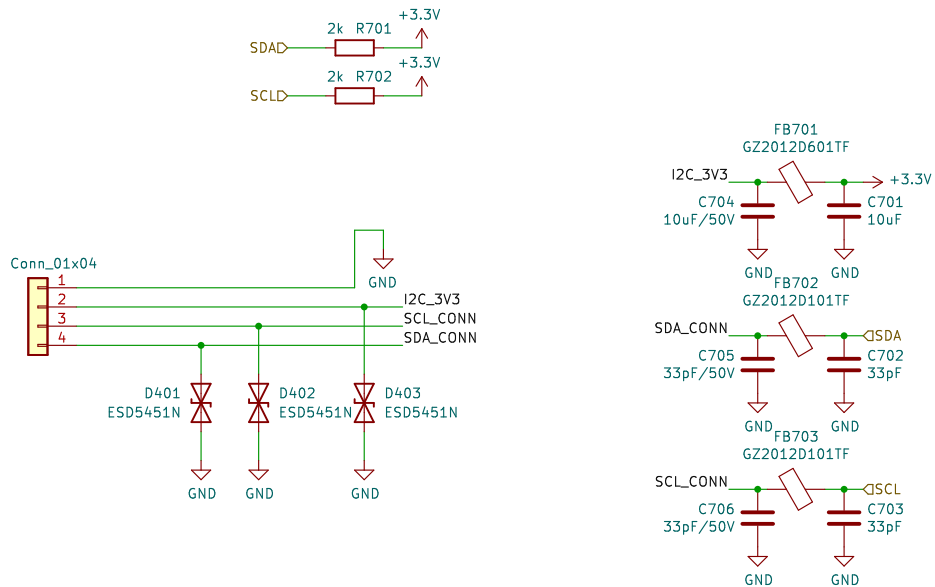 +3.3V
2k R701
SDA
+3.3V
2k R702
SCL
FB701
GZ2012D601TF
I2C_3V3
+3.3V
C704
10uF/50V
C701
10uF
GND
GND
Conn_01x04
1
2
3
4
GND
I2C_3V3
SCL_CONN
SDA_CONN
FB702
GZ2012D101TF
SDA_CONN
SDA
C705
33pF/50V
C702
33pF
GND
GND
D401
ESD5451N
D402
ESD5451N
D403
ESD5451N
GND
GND
GND
FB703
GZ2012D101TF
SCL_CONN
SCL
C706
33pF/50V
C703
33pF
GND
GND